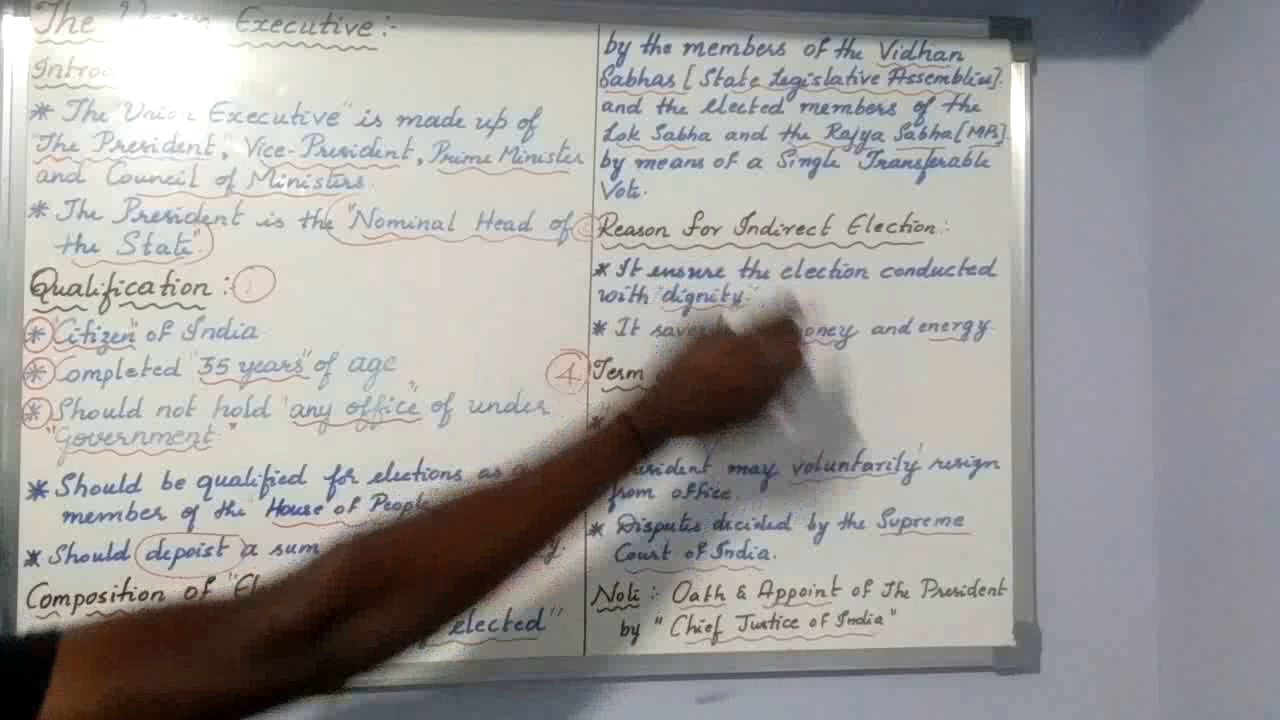 The Executive :-
Intro
* The "Union Executive" is made up of
"The President", Vice-President, Prime Minister
and Council of Ministers.
* The President is the "Nominal Head of
the State".
Qualification : 1
* Citizen" of India
* Completed "35 years" of age
* Should not hold "any office" of under
"Government."
* Should be qualified for elections as a
member of the House of People
* Should depoist a sum
Composition of "El
elected"
by the members of the Vidhan
Sabhas [State Legislative Assemblies].
and the elected members of the
Lok Sabha and the Rajya Sabha [MPs].
by means of a Single Transferable
Vote.
Reason for Indirect Election :-
* It ensure the election conducted
with "dignity."
* It saves money and energy.
4. Term
*
President may voluntarily resign
from office.
* Disputes decided by the Supreme
Court of India.
Note :- Oath & Appoint of The President
by "Chief Justice of India"